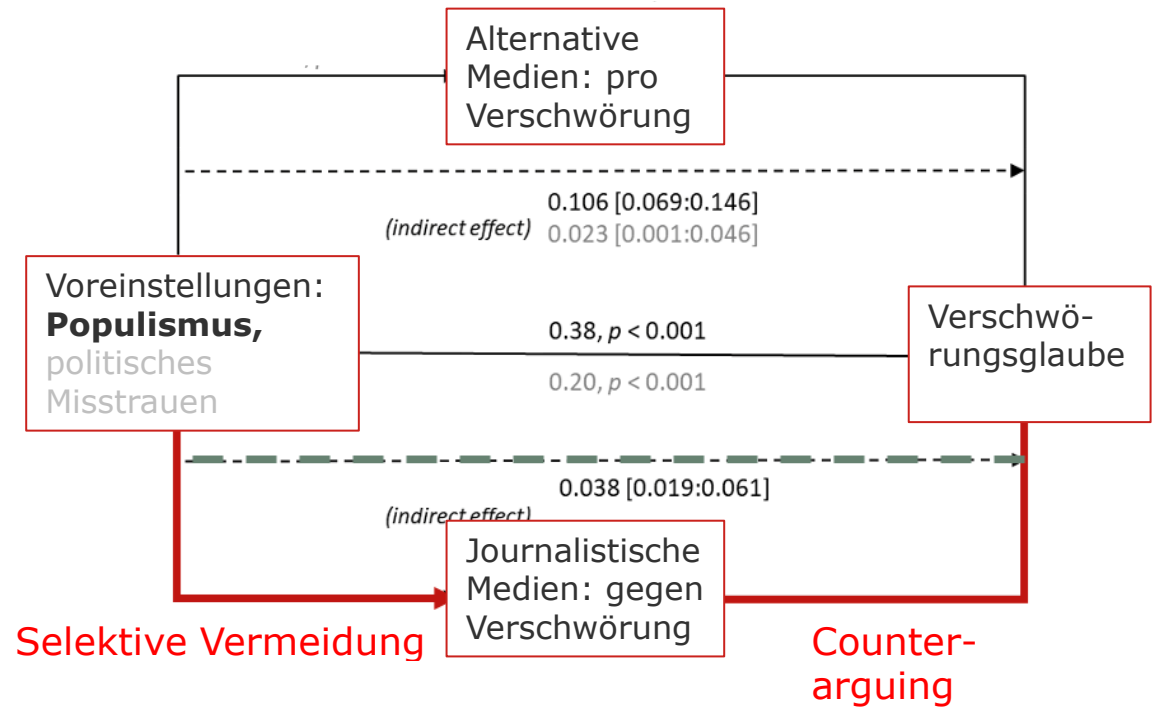 Alternative
Medien: pro
Verschwörung
0.106 [0.069:0.146]
(indirect effect) 0.023 [0.001:0.046]
Voreinstellungen:
Populismus,
politisches
Misstrauen
0.38, p < 0.001
0.20, p < 0.001
Verschwö-
rungsglaube
0.038 [0.019:0.061]
(indirect effect)
Journalistische
Medien: gegen
Verschwörung
Selektive Vermeidung
Counter-
arguing